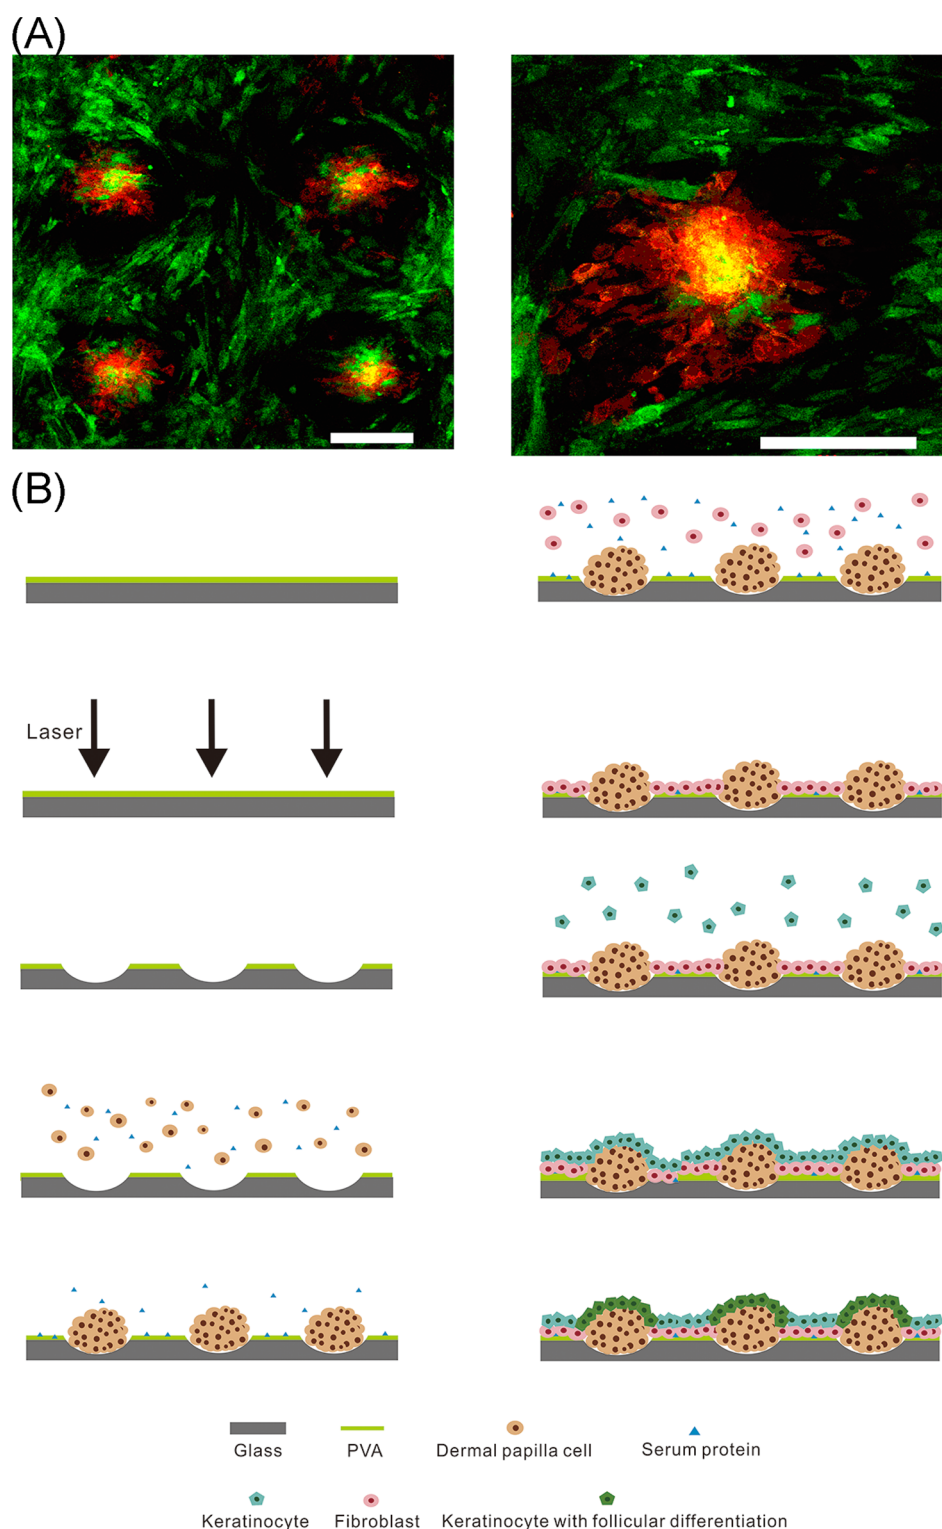 (A)
(B)
Laser
Glass
PVA
Dermal papilla cell
Serum protein
Keratinocyte
Fibroblast
Keratinocyte with follicular differentiation